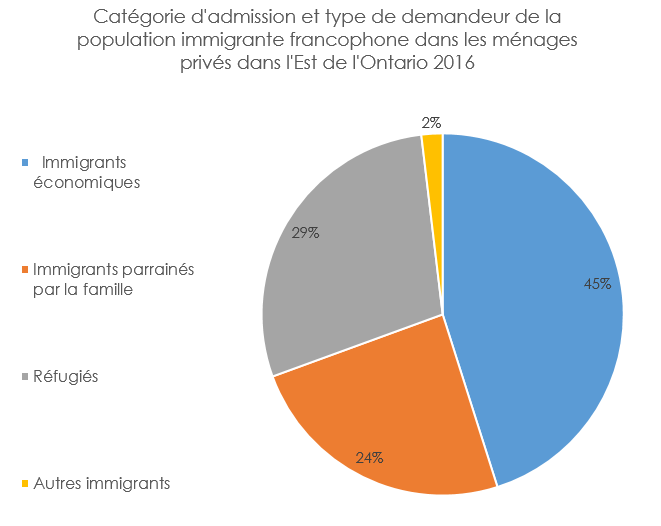 Catégorie d'admission et type de demandeur de la
population immigrante francophone dans les ménages
privés dans l'Est de l'Ontario 2016
2%
Immigrants
économiques
29%
45%
Immigrants parrainés
par la famille
Réfugiés
24%
Autres immigrants